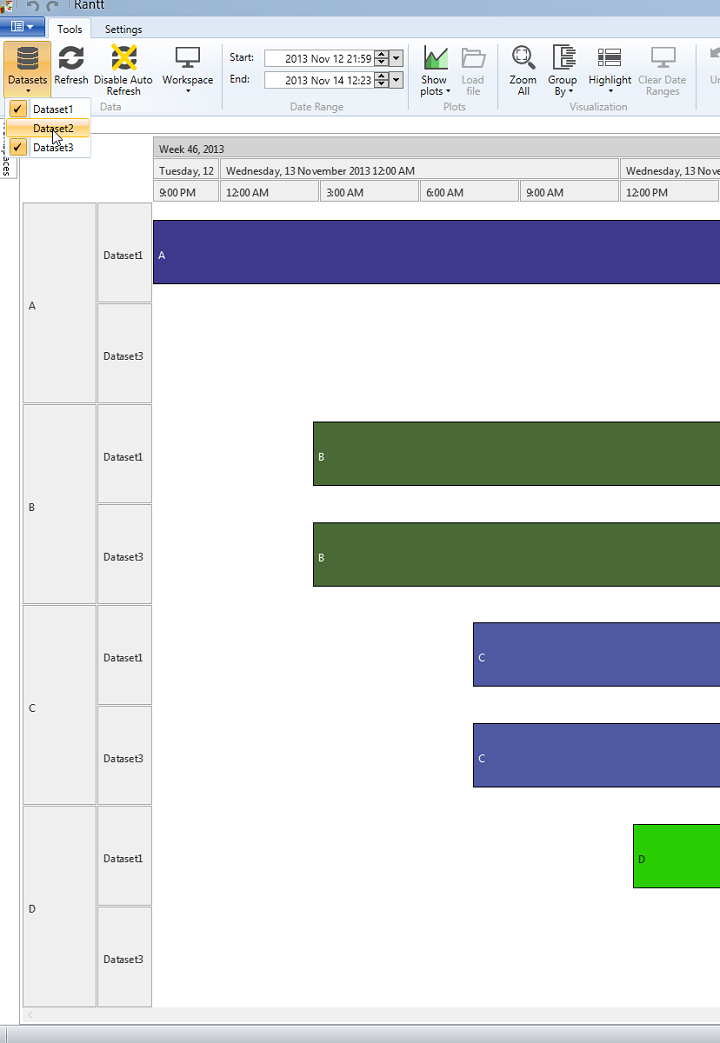 Rantt
Tools Settings
Datasets Refresh Disable Auto Refresh Workspace
Start: 2013 Nov 12 21:59
End: 2013 Nov 14 12:23
Show plots Load file Zoom All Group By Highlight Clear Date Ranges
Data Date Range Plots Visualization
Dataset1
Dataset2
Dataset3
Week 46, 2013
Tuesday, 12 Wednesday, 13 November 2013 12:00 AM Wednesday, 13 Nove
9:00 PM 12:00 AM 3:00 AM 6:00 AM 9:00 AM 12:00 PM
A
Dataset1 A
Dataset3
B
Dataset1 B
Dataset3 B
C
Dataset1 C
Dataset3 C
D
Dataset1 D
Dataset3